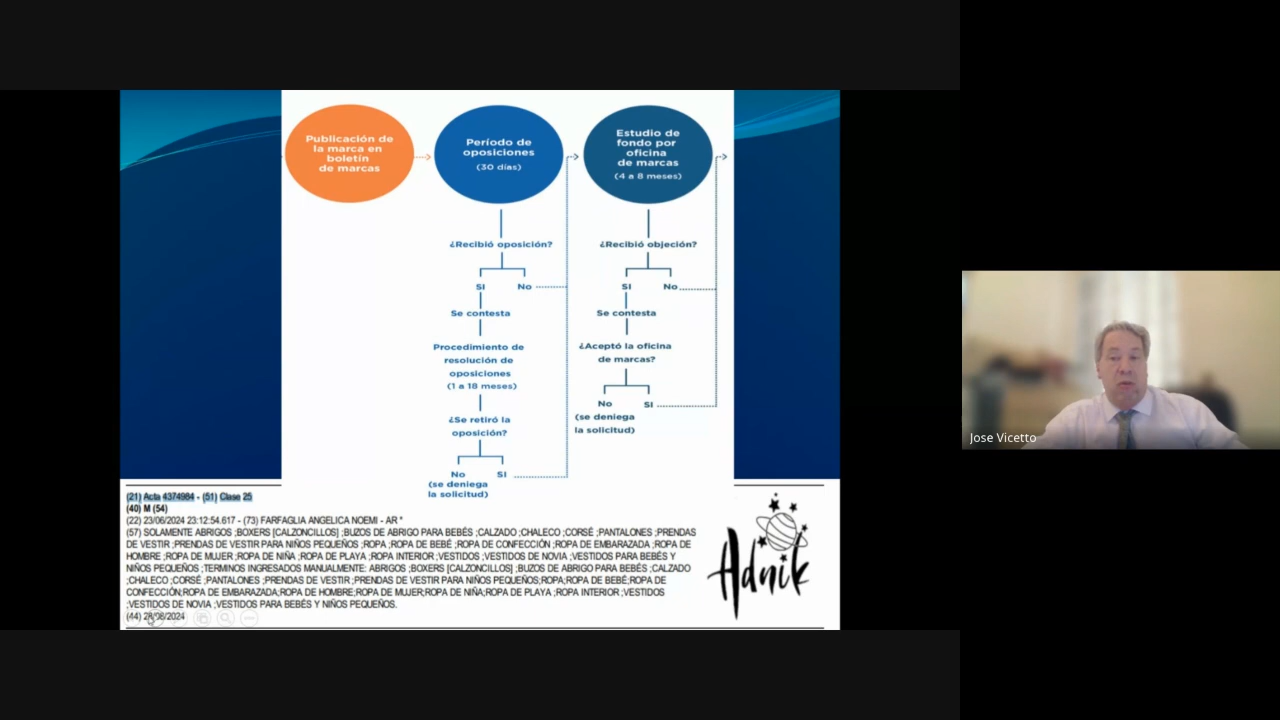 Publicación de
la marca en
boletín
de marcas
Período de
oposiciones
(30 días)
Estudio de
fondo por
oficina
de marcas
(4 a 8 meses)
¿Recibió oposición?
SI
No
Se contesta
Procedimiento de
resolución de
oposiciones
(1 a 18 meses)
¿Se retiró la
oposición?
No
SI
(se deniega
la solicitud)
¿Recibió objeción?
SI
No
Se contesta
¿Aceptó la oficina
de marcas?
No
SI
(se deniega
la solicitud)
(21) Acta 4374984 - (51) Clase 25
(40) M (54)
(22) 23/06/2024 23:12:54.617 - (73) FARFAGLIA ANGELICA NOEMI - AR *
(57) SOLAMENTE ABRIGOS ;BOXERS [CALZONCILLOS] ;BUZOS DE ABRIGO PARA BEBÉS ;CALZADO ;CHALECO ;CORSÉ ;PANTALONES ;PRENDAS
DE VESTIR ;PRENDAS DE VESTIR PARA NIÑOS PEQUEÑOS ;ROPA ;ROPA DE BEBÉ ;ROPA DE CONFECCIÓN ;ROPA DE EMBARAZADA ;ROPA DE
HOMBRE ;ROPA DE MUJER ;ROPA DE NIÑA ;ROPA DE PLAYA ;ROPA INTERIOR ;VESTIDOS ;VESTIDOS DE NOVIA ;VESTIDOS PARA BEBÉS Y
NIÑOS PEQUEÑOS ;TERMINOS INGRESADOS MANUALMENTE: ABRIGOS ;BOXERS [CALZONCILLOS] ;BUZOS DE ABRIGO PARA BEBÉS ;CALZADO
;CHALECO ;CORSÉ ;PANTALONES ;PRENDAS DE VESTIR ;PRENDAS DE VESTIR PARA NIÑOS PEQUEÑOS;ROPA;ROPA DE BEBÉ;ROPA DE
CONFECCIÓN;ROPA DE EMBARAZADA;ROPA DE HOMBRE;ROPA DE MUJER;ROPA DE NIÑA;ROPA DE PLAYA ;ROPA INTERIOR ;VESTIDOS
;VESTIDOS DE NOVIA ;VESTIDOS PARA BEBÉS Y NIÑOS PEQUEÑOS.
(44) 28/08/2024
Adnik
Jose Vicetto